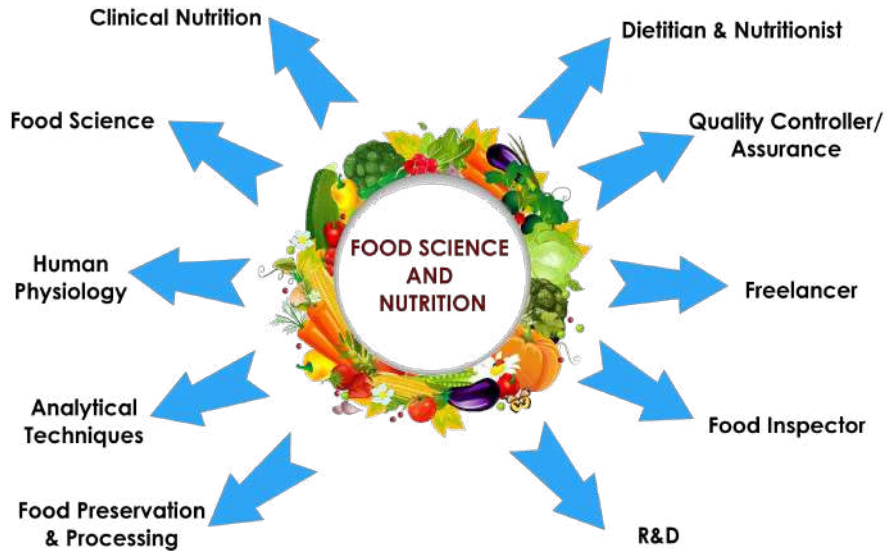 Clinical Nutrition
Food Science
Human
Physiology
Analytical
Techniques
Food Preservation
& Processing
FOOD SCIENCE
AND
NUTRITION
Dietitian & Nutritionist
Quality Controller/
Assurance
Freelancer
Food Inspector
R&D